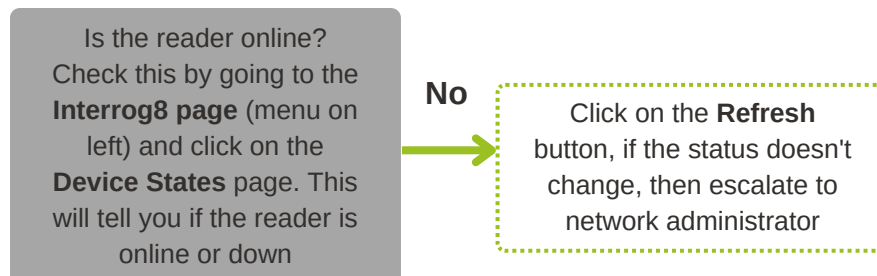 Is the reader online?
Check this by going to the
Interrog8 page (menu on
left) and click on the
Device States page. This
will tell you if the reader is
online or down
No
Click on the Refresh
button, if the status doesn't
change, then escalate to
network administrator